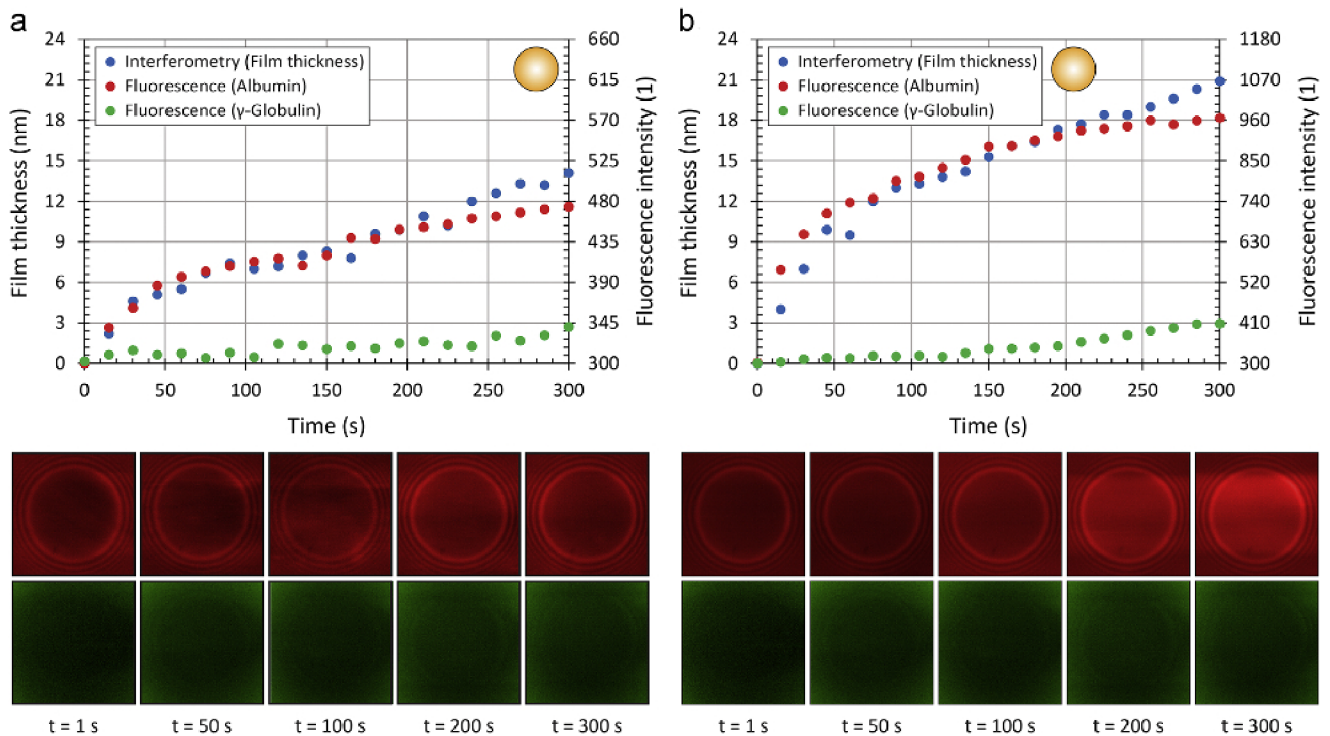 a
24
21
18
15
12
9
6
3
0
Film thickness (nm)
Interferometry (Film thickness)
Fluorescence (Albumin)
Fluorescence (γ-Globulin)
660
615
570
525
480
435
390
345
300
Fluorescence intensity (1)
0 50 100 150 200 250 300
Time (s)
b
24
21
18
15
12
9
6
3
0
Film thickness (nm)
Interferometry (Film thickness)
Fluorescence (Albumin)
Fluorescence (γ-Globulin)
1180
1070
960
850
740
630
520
410
300
Fluorescence intensity (1)
0 50 100 150 200 250 300
Time (s)
t = 1 s t = 50 s t = 100 s t = 200 s t = 300 s
t = 1 s t = 50 s t = 100 s t = 200 s t = 300 s